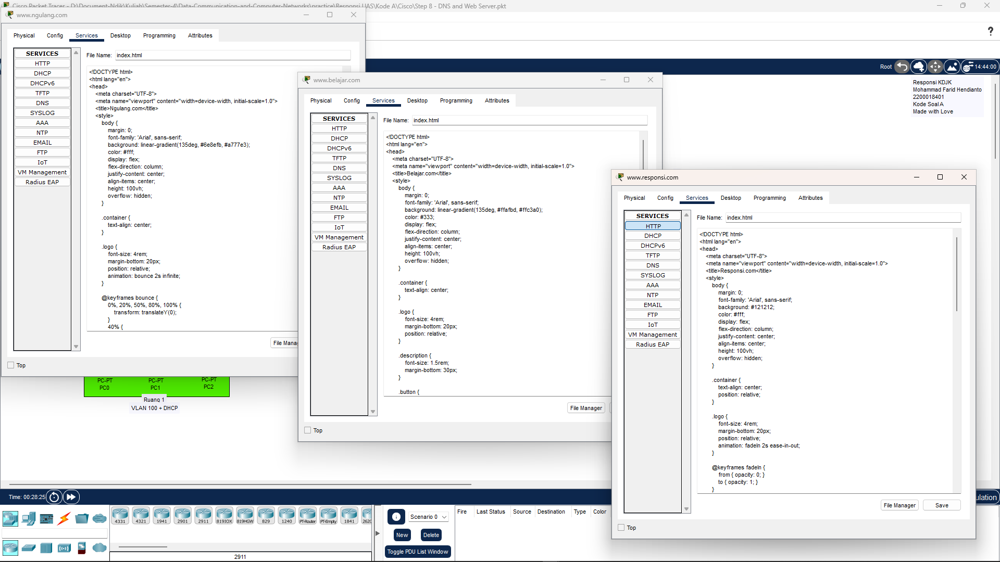 Cisco Packet Tracer - D:\Document-Ndik\Kuliah\Semester-4\Data-Communication-and-Computer-Networks\practice\Responsi UAS\Kode A\Cisco\Step 8 - DNS and Web Server.pkt
www.ngulang.com
Physical
Config
Services
Desktop
Programming
Attributes
SERVICES
HTTP
DHCP
DHCPv6
TFTP
DNS
SYSLOG
AAA
NTP
EMAIL
FTP
IoT
VM Management
Radius EAP
File Name:
index.html
<!DOCTYPE html>
<html lang="en">
<head>
<meta charset="UTF-8">
<meta name="viewport" content="width=device-width, initial-scale=1.0">
<title>Ngulang.com</title>
<style>
body {
margin: 0;
font-family: 'Arial', sans-serif;
background: linear-gradient(135deg, #6e8efb, #a777e3);
color: #fff;
display: flex;
flex-direction: column;
justify-content: center;
align-items: center;
height: 100vh;
overflow: hidden;
}
.container {
text-align: center;
}
.logo {
font-size: 4rem;
margin-bottom: 20px;
position: relative;
animation: bounce 2s infinite;
}
@keyframes bounce {
0%, 20%, 50%, 80%, 100% {
transform: translateY(0);
}
40% {
File Manag
Top
www.belajar.com
Physical
Config
Services
Desktop
Programming
Attributes
SERVICES
HTTP
DHCP
DHCPv6
TFTP
DNS
SYSLOG
AAA
NTP
EMAIL
FTP
IoT
VM Management
Radius EAP
File Name:
index.html
<!DOCTYPE html>
<html lang="en">
<head>
<meta charset="UTF-8">
<meta name="viewport" content="width=device-width, initial-scale=1.0">
<title>Belajar.com</title>
<style>
body {
margin: 0;
font-family: 'Arial', sans-serif;
background: linear-gradient(135deg, #ffafbd, #ffc3a0);
color: #333;
display: flex;
flex-direction: column;
justify-content: center;
align-items: center;
height: 100vh;
overflow: hidden;
}
.container {
text-align: center;
}
.logo {
font-size: 4rem;
margin-bottom: 20px;
position: relative;
}
.description {
font-size: 1.5rem;
margin-bottom: 30px;
}
.button {
File Manager
Top
www.responsi.com
Physical
Config
Services
Desktop
Programming
Attributes
SERVICES
HTTP
DHCP
DHCPv6
TFTP
DNS
SYSLOG
AAA
NTP
EMAIL
FTP
IoT
VM Management
Radius EAP
File Name:
index.html
<!DOCTYPE html>
<html lang="en">
<head>
<meta charset="UTF-8">
<meta name="viewport" content="width=device-width, initial-scale=1.0">
<title>Responsi.com</title>
<style>
body {
margin: 0;
font-family: 'Arial', sans-serif;
background: #121212;
color: #fff;
display: flex;
flex-direction: column;
justify-content: center;
align-items: center;
height: 100vh;
overflow: hidden;
}
.container {
text-align: center;
position: relative;
}
.logo {
font-size: 4rem;
margin-bottom: 20px;
position: relative;
animation: fadeIn 2s ease-in-out;
}
@keyframes fadeIn {
from { opacity: 0; }
to { opacity: 1; }
}
File Manager
Save
Top
?
Root
14:44:00
Responsi KDJK
Mohammad Farid Hendianto
2200018401
Kode Soal A
Made with Love
PC-PT
PC0
PC-PT
PC1
PC-PT
PC2
Ruang 1
VLAN 100 + DHCP
Time: 00:28:25
ulation
4331
4321
1941
2901
2911
819IOX
819HGW
829
1240
PT-Router
PT-Empty
1841
2620
2911
Scenario 0
New
Delete
Toggle PDU List Window
Fire
Last Status
Source
Destination
Type
Color